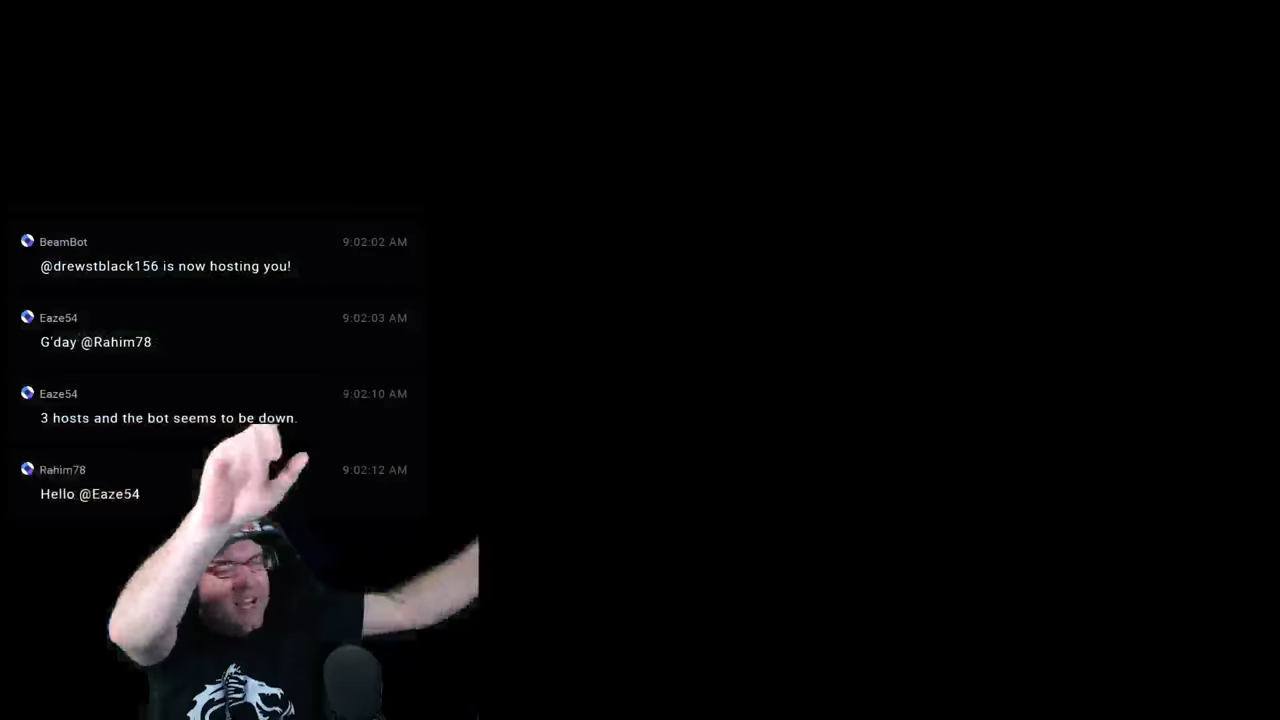 BeamBot 9:02:02 AM
@drewstblack156 is now hosting you!
Eaze54 9:02:03 AM
G'day @Rahim78
Eaze54 9:02:10 AM
3 hosts and the bot seems to be down.
Rahim78 9:02:12 AM
Hello @Eaze54